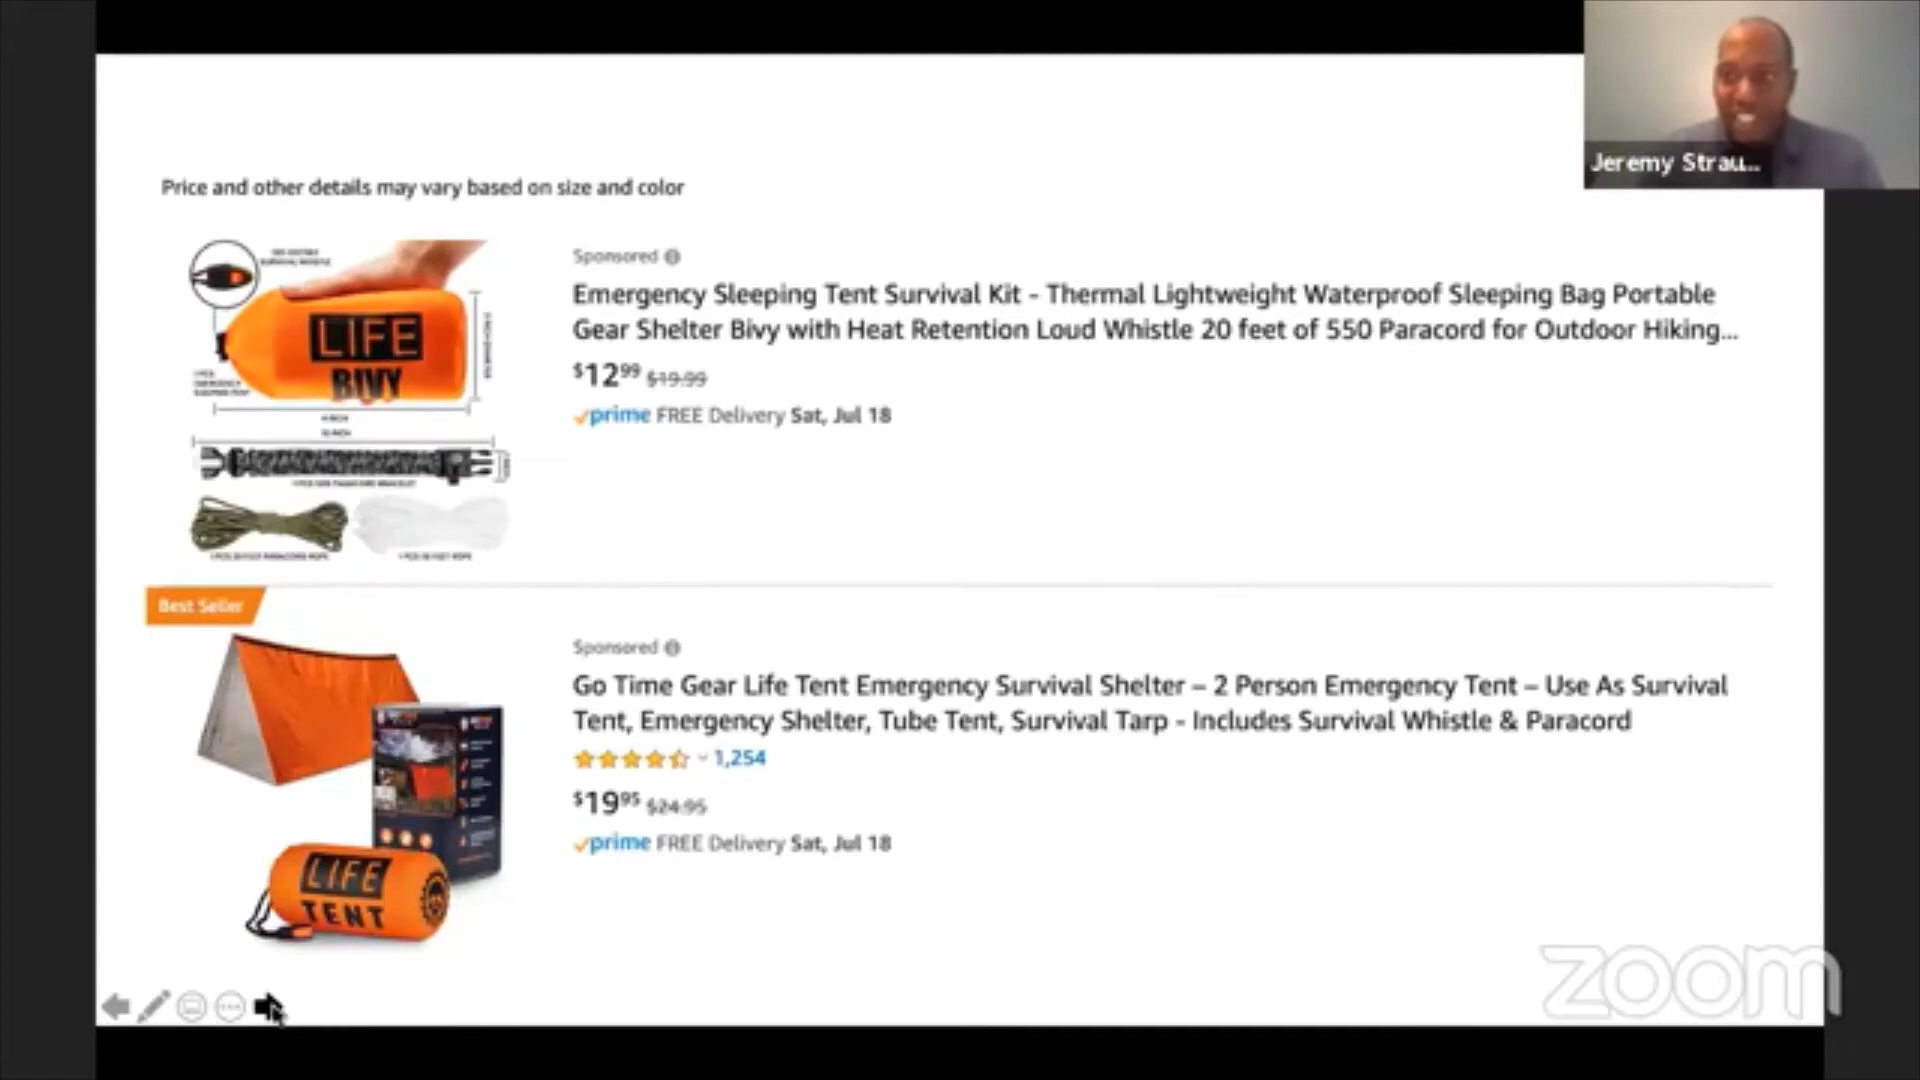 Jeremy Strau...
Price and other details may vary based on size and color
LIFE
BIVY
Sponsored
Emergency Sleeping Tent Survival Kit - Thermal Lightweight Waterproof Sleeping Bag Portable
Gear Shelter Bivy with Heat Retention Loud Whistle 20 feet of 550 Paracord for Outdoor Hiking...
$12.99 $19.99
prime FREE Delivery Sat, Jul 18
Best Seller
LIFE
TENT
Sponsored
Go Time Gear Life Tent Emergency Survival Shelter – 2 Person Emergency Tent – Use As Survival
Tent, Emergency Shelter, Tube Tent, Survival Tarp - Includes Survival Whistle & Paracord
1,254
$19.95 $24.95
prime FREE Delivery Sat, Jul 18
zoom